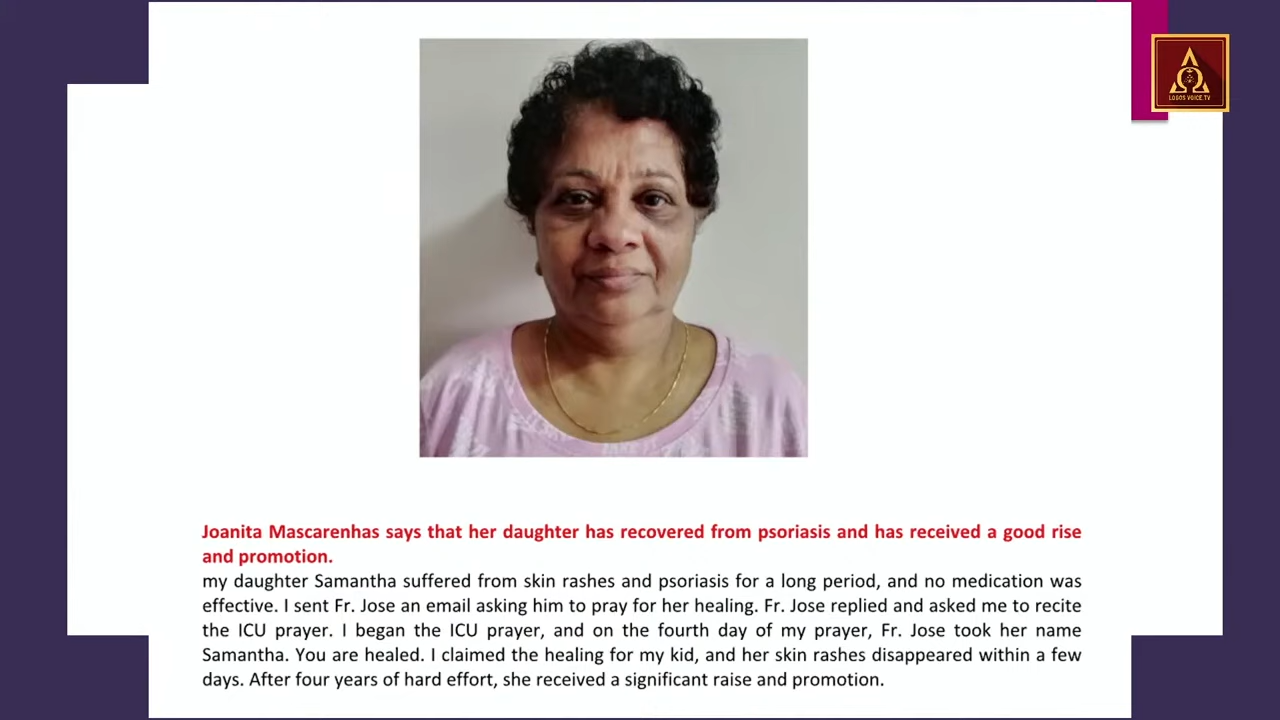 LOGOS VOICE.TV
Joanita Mascarenhas says that her daughter has recovered from psoriasis and has received a good rise
and promotion.
my daughter Samantha suffered from skin rashes and psoriasis for a long period, and no medication was
effective. I sent Fr. Jose an email asking him to pray for her healing. Fr. Jose replied and asked me to recite
the ICU prayer. I began the ICU prayer, and on the fourth day of my prayer, Fr. Jose took her name
Samantha. You are healed. I claimed the healing for my kid, and her skin rashes disappeared within a few
days. After four years of hard effort, she received a significant raise and promotion.